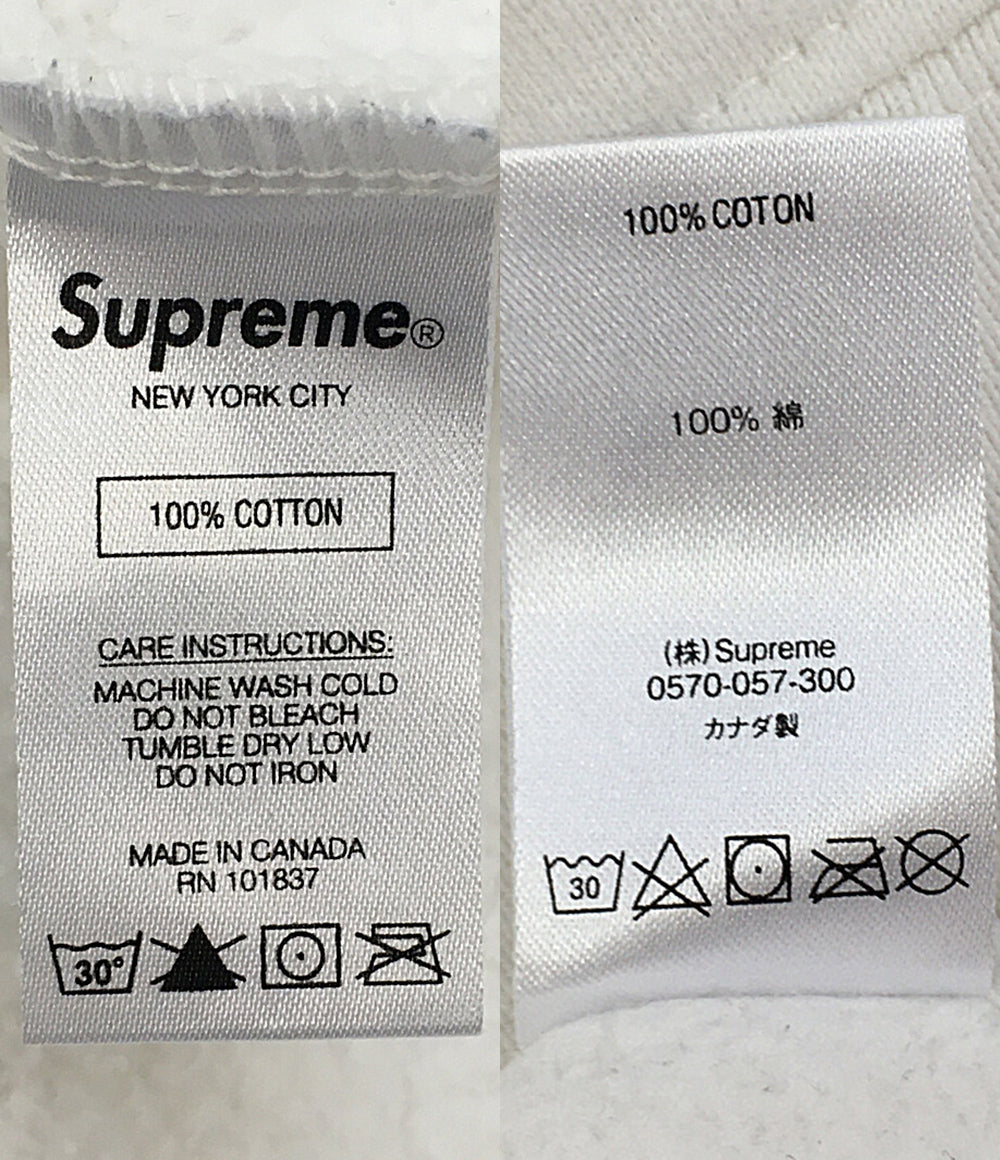 Supreme®
NEW YORK CITY
100% COTTON
CARE INSTRUCTIONS:
MACHINE WASH COLD
DO NOT BLEACH
TUMBLE DRY LOW
DO NOT IRON
MADE IN CANADA
RN 101837
30°
100% COTON
100% 綿
(株)Supreme
0570-057-300
カナダ製
30